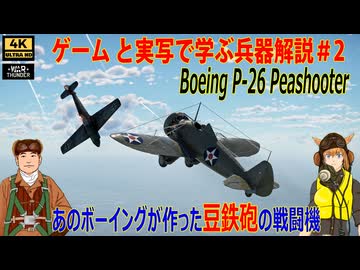 4K
ULTRA HD
WAR
THUNDER
ゲームと実写で学ぶ兵器解説#2
Boeing P-26 Peashooter
あのボーイングが作った豆鉄砲の戦闘機